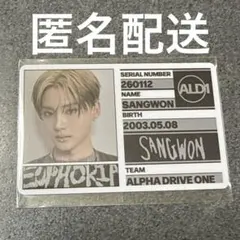 匿名配送
SERIAL NUMBER
260112
NAME
SANGWON
BIRTH
2003.05.08
ALD1
SANGWON
TEAM
ALPHA DRIVE ONE
EUPHORIA